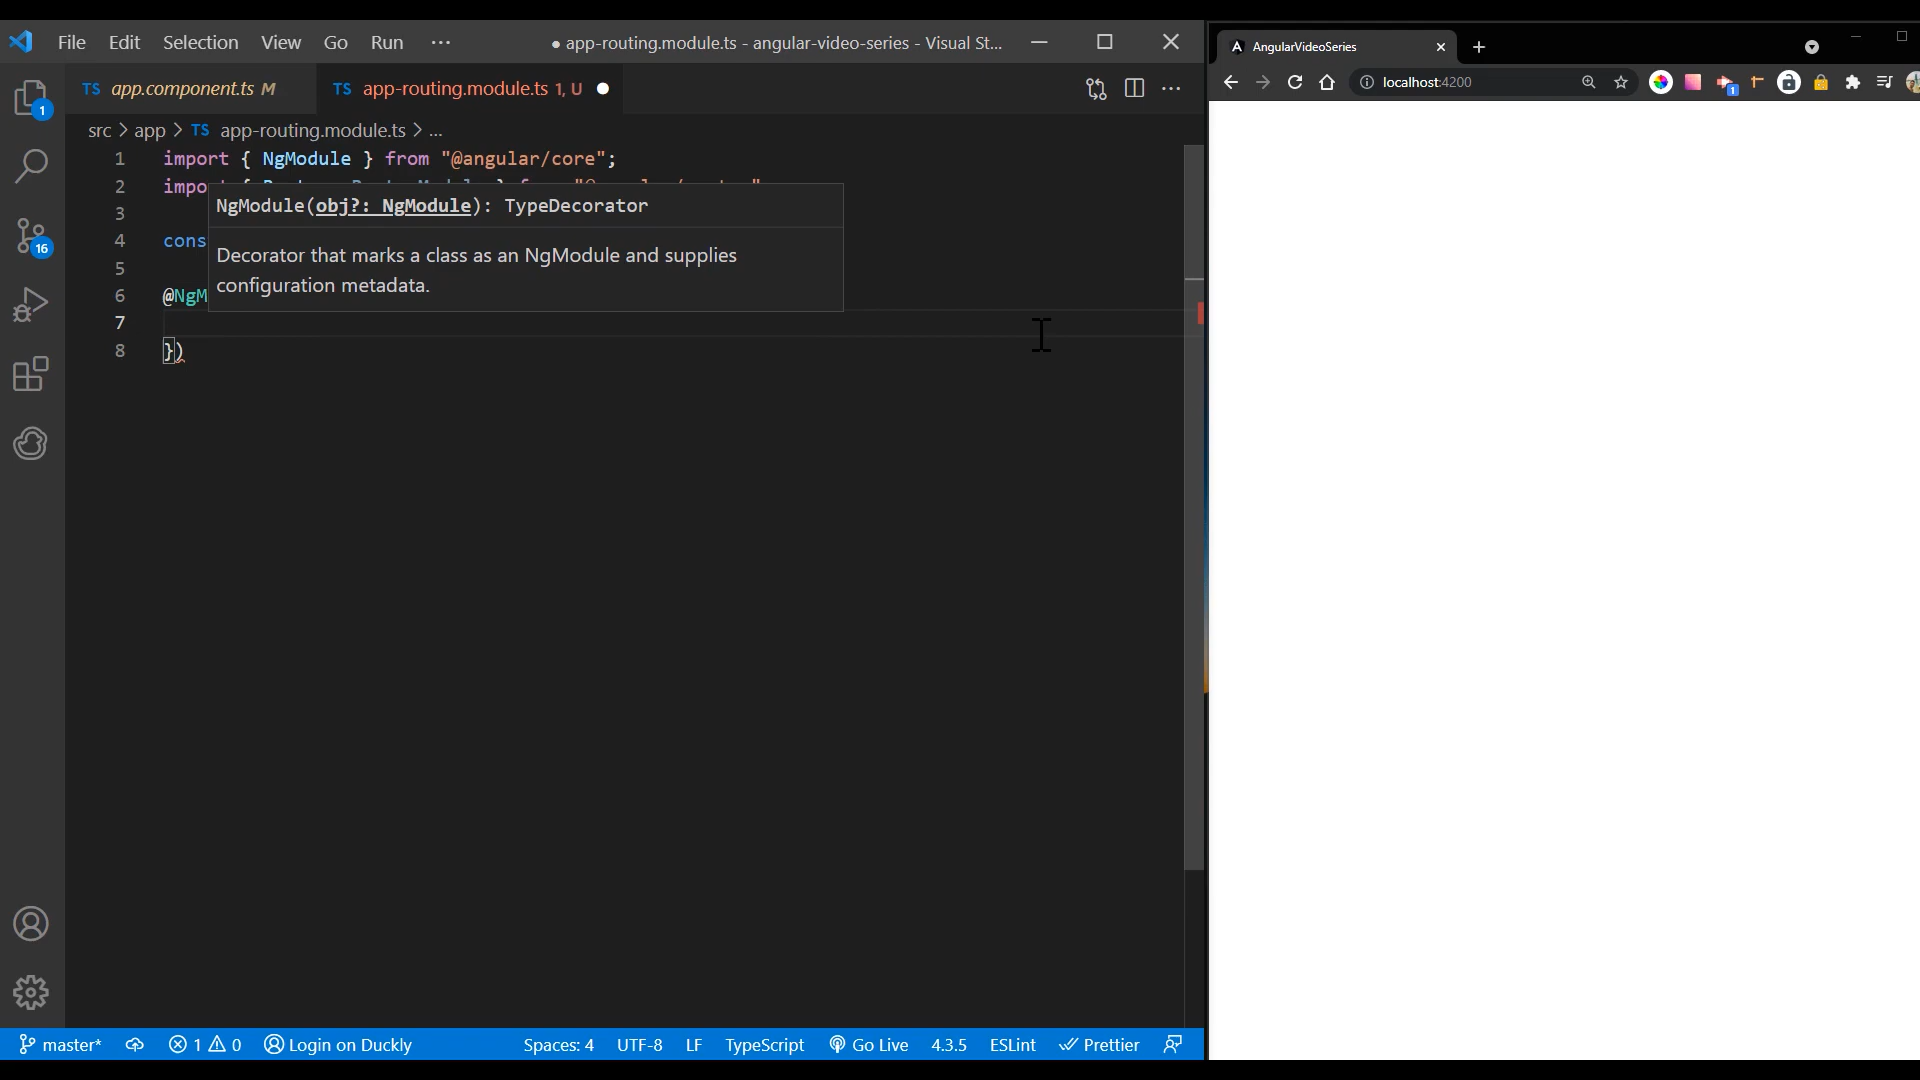 File Edit Selection View Go Run ··· ● app-routing.module.ts - angular-video-series - Visual St...
TS app.component.ts M TS app-routing.module.ts 1, U ●
src > app > TS app-routing.module.ts > ...
1 import { NgModule } from "@angular/core";
2 impo
3
4 cons
5
6 @NgM
7
8 })
NgModule(obj?: NgModule): TypeDecorator
Decorator that marks a class as an NgModule and supplies
configuration metadata.
1
16
master* 1 0 Login on Duckly Spaces: 4 UTF-8 LF TypeScript Go Live 4.3.5 ESLint Prettier
AngularVideoSeries
localhost:4200
1